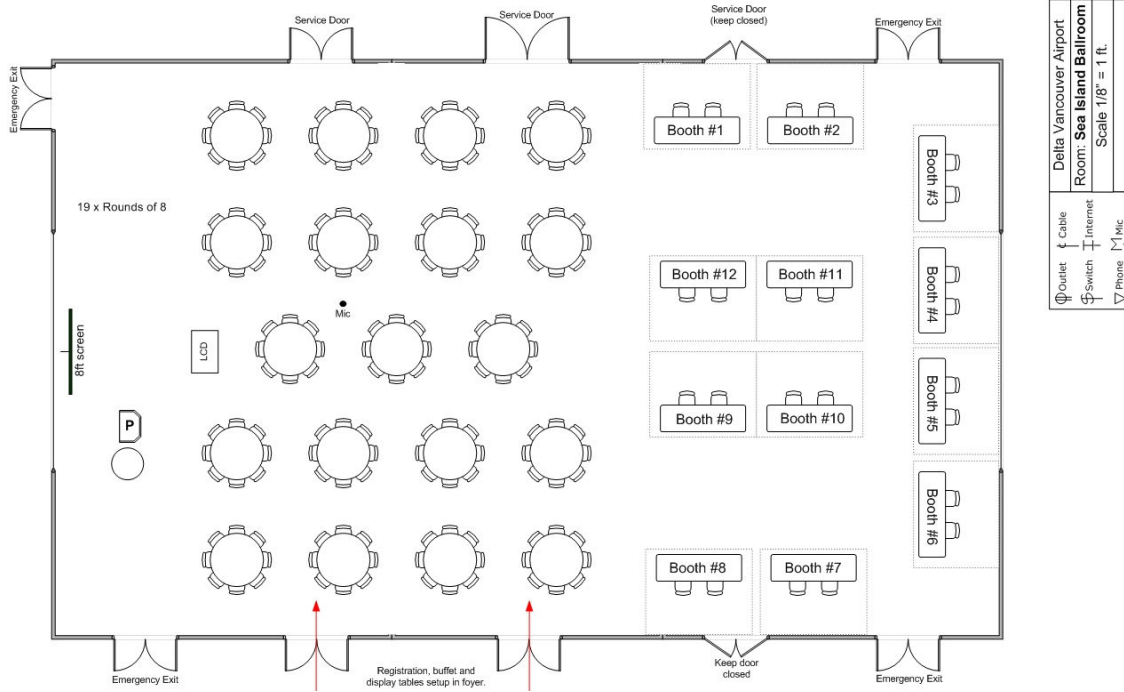 Service Door
Service Door
Service Door
(keep closed)
Emergency Exit
Emergency Exit
Booth #1
Booth #2
Booth #3
19 x Rounds of 8
Booth #12
Booth #11
Booth #4
Mic
8ft screen
LCD
Booth #9
Booth #10
Booth #5
P
Booth #6
Booth #8
Booth #7
Emergency Exit
Registration, buffet and
display tables setup in foyer.
Keep door
closed
Emergency Exit
Delta Vancouver Airport
Room: Sea Island Ballroom
Scale 1/8" = 1 ft.
Outlet
Cable
Switch
Internet
Phone
Mic